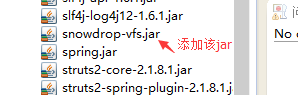 slf4j-log4j12-1.6.1.jar
snowdrop-vfs.jar
添加该jar
spring.jar
struts2-core-2.1.8.1.jar
struts2-spring-plugin-2.1.8.1.j
No c